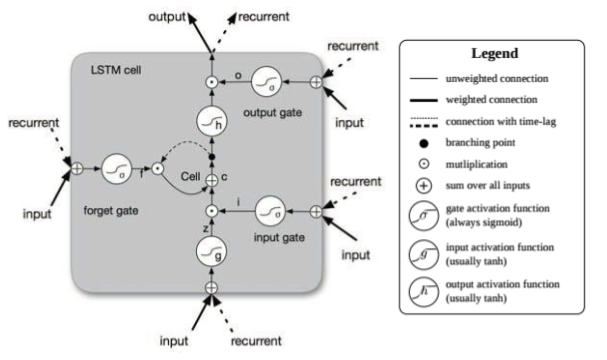 output
recurrent
LSTM cell
recurrent
o
σ
output gate
input
h
recurrent
σ
f
forget gate
input
Cell
c
recurrent
i
σ
input gate
input
z
g
input
recurrent
Legend
unweighted connection
weighted connection
connection with time-lag
branching point
mutliplication
sum over all inputs
σ
gate activation function
(always sigmoid)
g
input activation function
(usually tanh)
h
output activation function
(usually tanh)